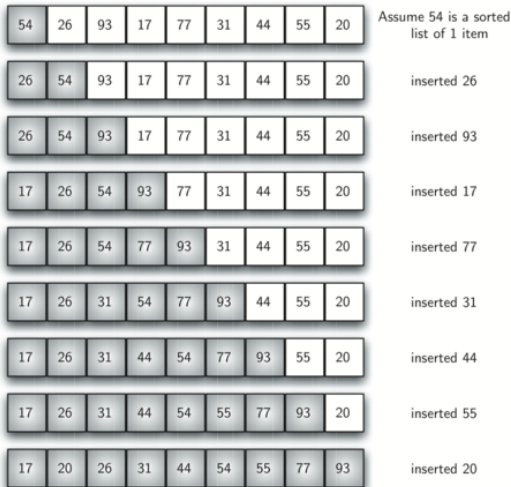 54 26 93 17 77 31 44 55 20 Assume 54 is a sorted
list of 1 item
26 54 93 17 77 31 44 55 20 inserted 26
26 54 93 17 77 31 44 55 20 inserted 93
17 26 54 93 77 31 44 55 20 inserted 17
17 26 54 77 93 31 44 55 20 inserted 77
17 26 31 54 77 93 44 55 20 inserted 31
17 26 31 44 54 77 93 55 20 inserted 44
17 26 31 44 54 55 77 93 20 inserted 55
17 20 26 31 44 54 55 77 93 inserted 20